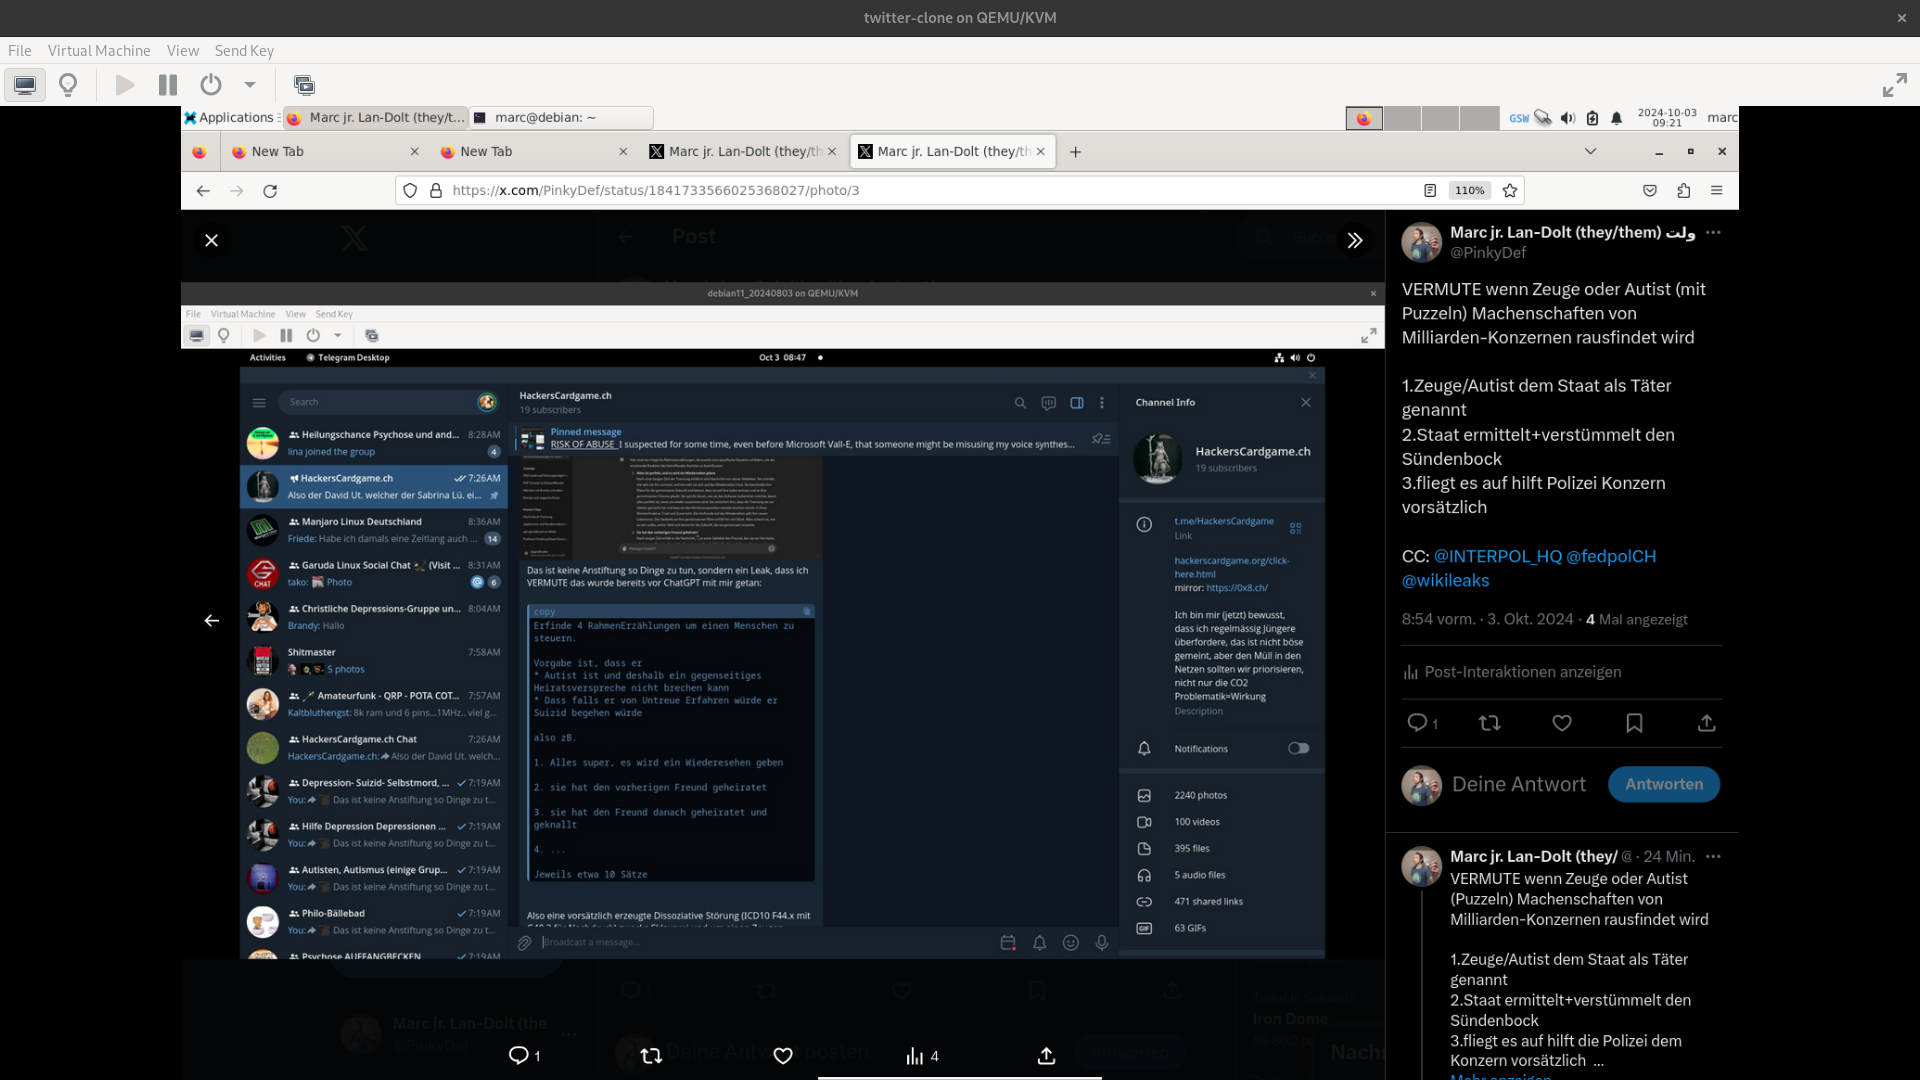 twitter-clone on QEMU/KVM
File Virtual Machine View Send Key
Applications
Marc jr. Lan-Dolt (they/t...
marc@debian: ~
GSW
2024-10-03
09:21
marc
New Tab
New Tab
Marc jr. Lan-Dolt (they/th
Marc jr. Lan-Dolt (they/th
https://x.com/PinkyDef/status/1841733566025368027/photo/3
110%
Post
debian11_20240803 on QEMU/KVM
File Virtual Machine View Send Key
Activities Telegram Desktop
Oct 3 08:47
Search
Heilungschance Psychose und and... 8:28AM
lina joined the group 4
HackersCardgame.ch 7:26AM
Also der David Ut. welcher der Sabrina Lü. ei...
Manjaro Linux Deutschland 8:36AM
Friede: Habe ich damals eine Zeitlang auch ... 14
Garuda Linux Social Chat (Visit ... 8:31AM
tako: Photo @ 6
Christliche Depressions-Gruppe un... 8:04AM
Brandy: Hallo
Shitmaster 7:58AM
5 photos
Amateurfunk - QRP - POTA COT... 7:57AM
Kaltbluthengst: 8k ram und 6 pins...1MHz.. viel g...
HackersCardgame.ch Chat 7:26AM
HackersCardgame.ch: Also der David Ut. welch...
Depression- Suizid- Selbstmord, ... 7:19AM
You: Das ist keine Anstiftung so Dinge zu t...
Hilfe Depression Depressionen ... 7:19AM
You: Das ist keine Anstiftung so Dinge zu t...
Autisten, Autismus (einige Grup... 7:19AM
You: Das ist keine Anstiftung so Dinge zu t...
Philo-Bällebad 7:19AM
You: Das ist keine Anstiftung so Dinge zu t...
Psychose AUFFANGBECKEN 7:19AM
HackersCardgame.ch
19 subscribers
Pinned message
RISK OF ABUSE I suspected for some time, even before Microsoft Vall-E, that someone might be misusing my voice synthes...
Das ist keine Anstiftung so Dinge zu tun, sondern ein Leak, dass ich
VERMUTE das wurde bereits vor ChatGPT mit mir getan:
copy
Erfinde 4 RahmenErzählungen um einen Menschen zu
steuern.
Vorgabe ist, dass er
* Autist ist und deshalb ein gegenseitiges
Heiratsverspreche nicht brechen kann
* Dass falls er von Untreue Erfahren würde er
Suizid begehen würde
also zB.
1. Alles super, es wird ein Wiederesehen geben
2. sie hat den vorherigen Freund geheiratet
3. sie hat den Freund danach geheiratet und
geknallt
4. ...
Jeweils etwa 10 Sätze
Also eine vorsätzlich erzeugte Dissoziative Störung (ICD10 F44.x mit
Broadcast a message...
Channel Info
HackersCardgame.ch
19 subscribers
t.me/HackersCardgame
Link
hackerscardgame.org/click-
here.html
mirror: https://0x8.ch/
Ich bin mir (jetzt) bewusst,
dass ich regelmässig Jüngere
überfordere, das ist nicht böse
gemeint, aber den Müll in den
Netzen sollten wir priorisieren,
nicht nur die CO2
Problematik=Wirkung
Description
Notifications
2240 photos
100 videos
395 files
5 audio files
471 shared links
GIF 63 GIFs
Marc jr. Lan-Dolt (the
@PinkyDef
Iron Dome
Deine Antwort posten
Antworten
Nachr
1
4
Marc jr. Lan-Dolt (they/them) ولت
@PinkyDef
VERMUTE wenn Zeuge oder Autist (mit
Puzzeln) Machenschaften von
Milliarden-Konzernen rausfindet wird
1.Zeuge/Autist dem Staat als Täter
genannt
2.Staat ermittelt+verstümmelt den
Sündenbock
3.fliegt es auf hilft Polizei Konzern
vorsätzlich
CC: @INTERPOL_HQ @fedpolCH
@wikileaks
8:54 vorm. · 3. Okt. 2024 · 4 Mal angezeigt
Post-Interaktionen anzeigen
1
Deine Antwort
Antworten
Marc jr. Lan-Dolt (they/ @ · 24 Min.
VERMUTE wenn Zeuge oder Autist
(Puzzeln) Machenschaften von
Milliarden-Konzernen rausfindet wird
1.Zeuge/Autist dem Staat als Täter
genannt
2.Staat ermittelt+verstümmelt den
Sündenbock
3.fliegt es auf hilft die Polizei dem
Konzern vorsätzlich ...
Mehr anzeigen